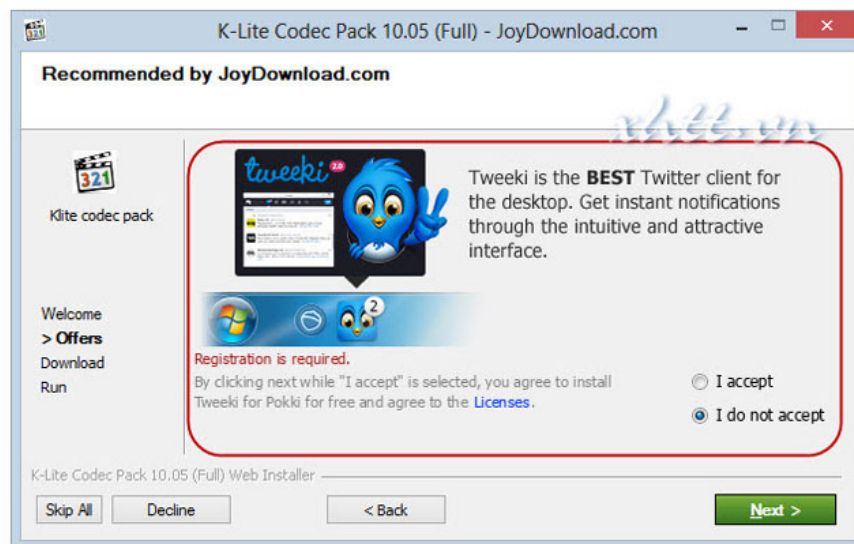 K-Lite Codec Pack 10.05 (Full) - JoyDownload.com
Recommended by JoyDownload.com
xhtt.vn
321
Klite codec pack
Welcome
> Offers
Download
Run
tweeki 2.0
Tweeki is the BEST Twitter client for
the desktop. Get instant notifications
through the intuitive and attractive
interface.
2
Registration is required.
By clicking next while "I accept" is selected, you agree to install
Tweeki for Pokki for free and agree to the Licenses.
I accept
I do not accept
K-Lite Codec Pack 10.05 (Full) Web Installer
Skip All
Decline
< Back
Next >